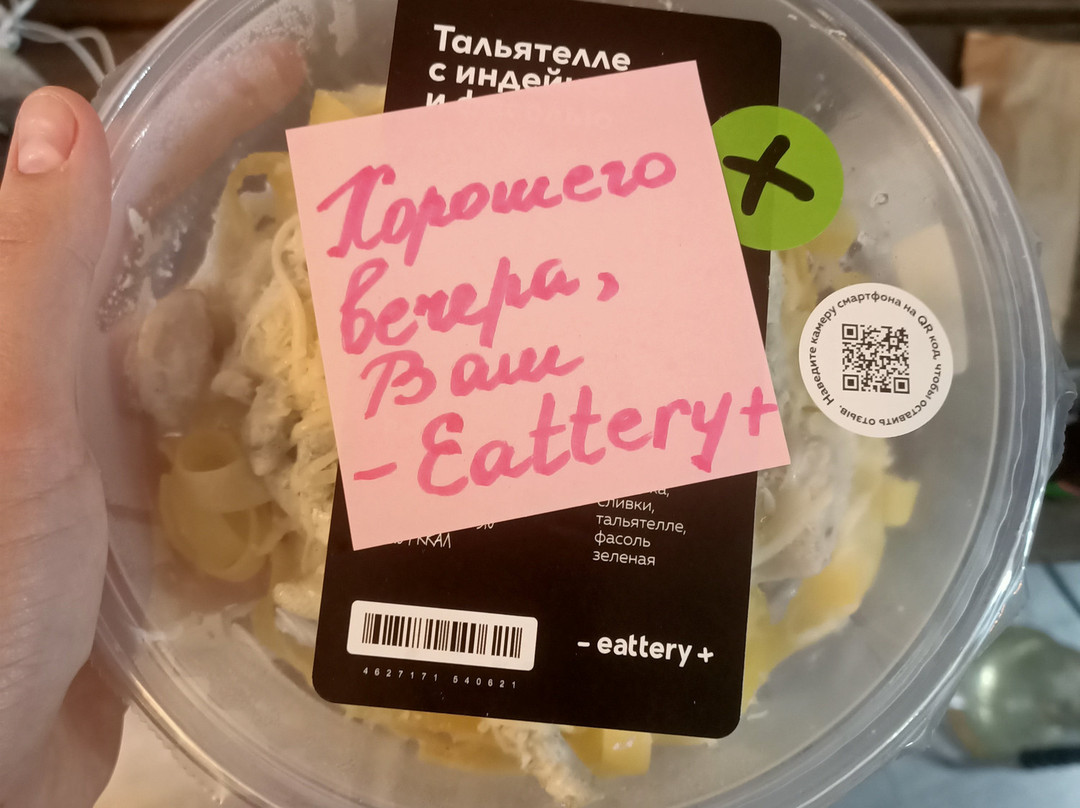 Тальятелле
с
и
Хорошего
вечера,
Ваш
- Eattery+
ККАЛ
сливки,
тальятелле,
фасоль
зеленая
4627171 540621
- eattery +
Наведите камеру смартфона на QR код, чтобы оставить отзыв.